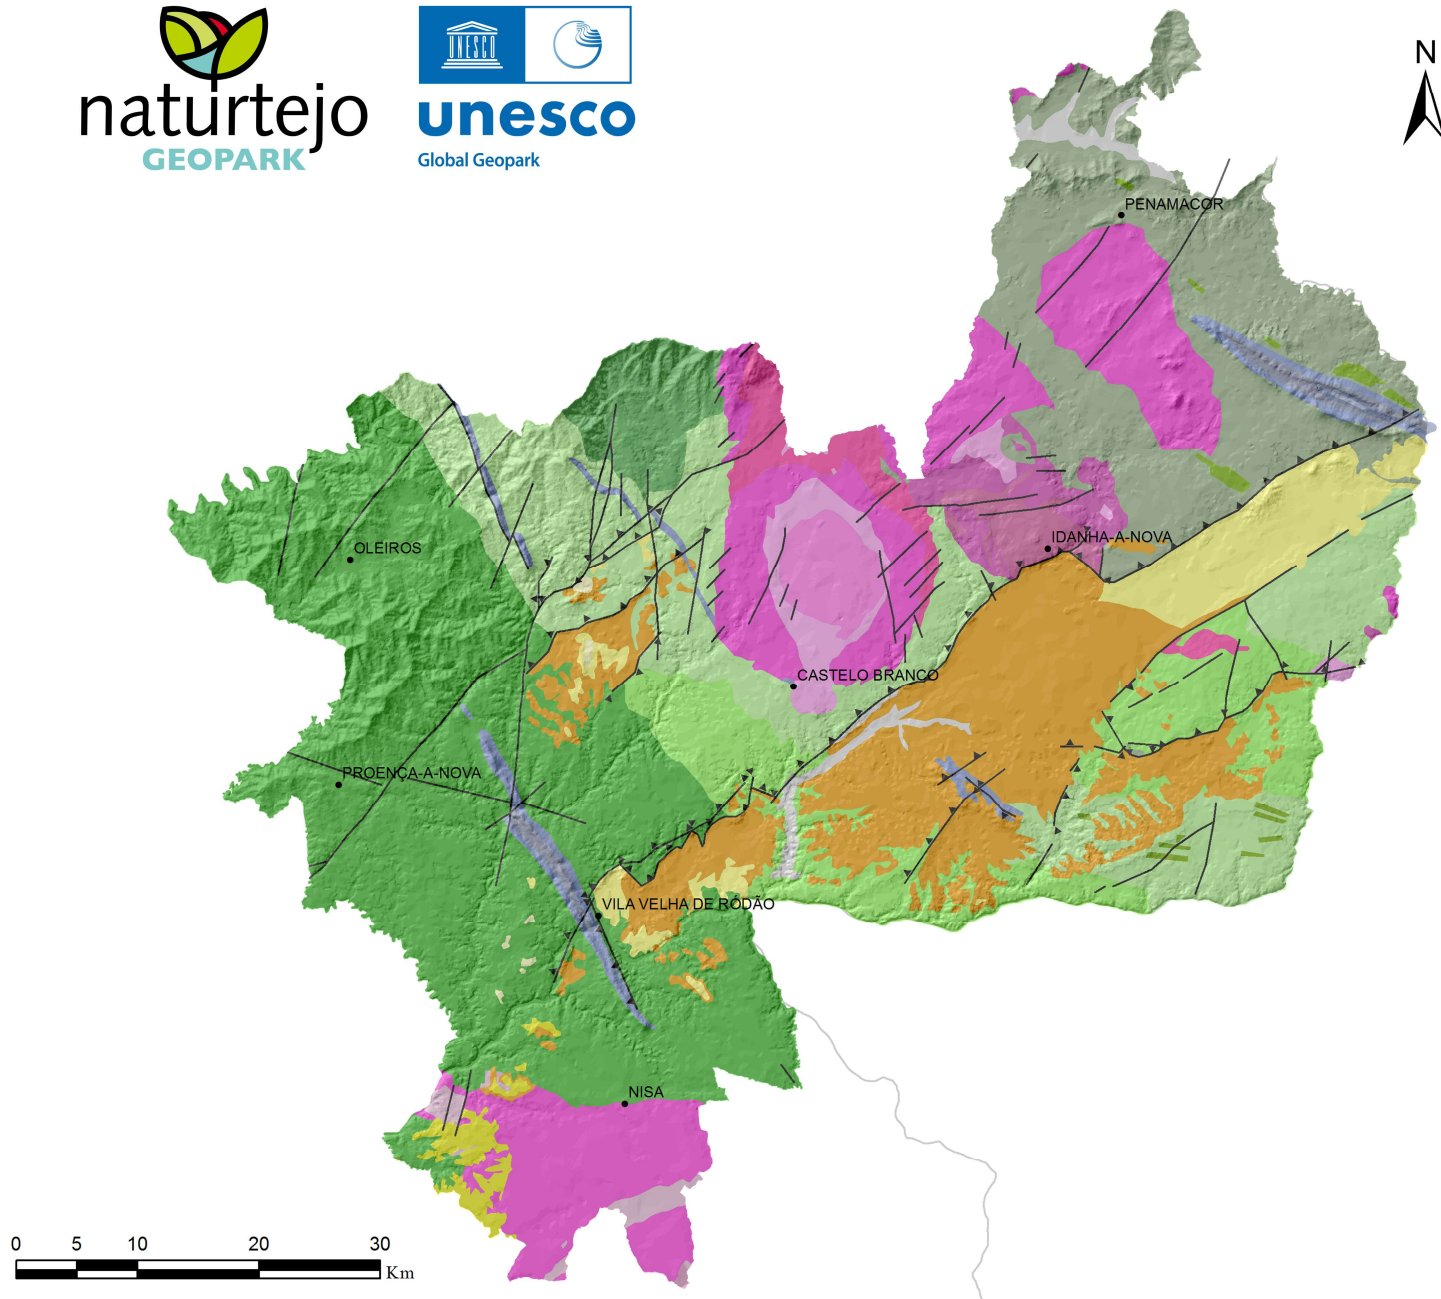 naturtejo
GEOPARK
UNESCO
unesco
Global Geopark
N
PENAMACOR
OLEIROS
IDANHA-A-NOVA
CASTELO BRANCO
PROENÇA-A-NOVA
VILA VELHA DE RÓDÃO
NISA
0 5 10 20 30
Km